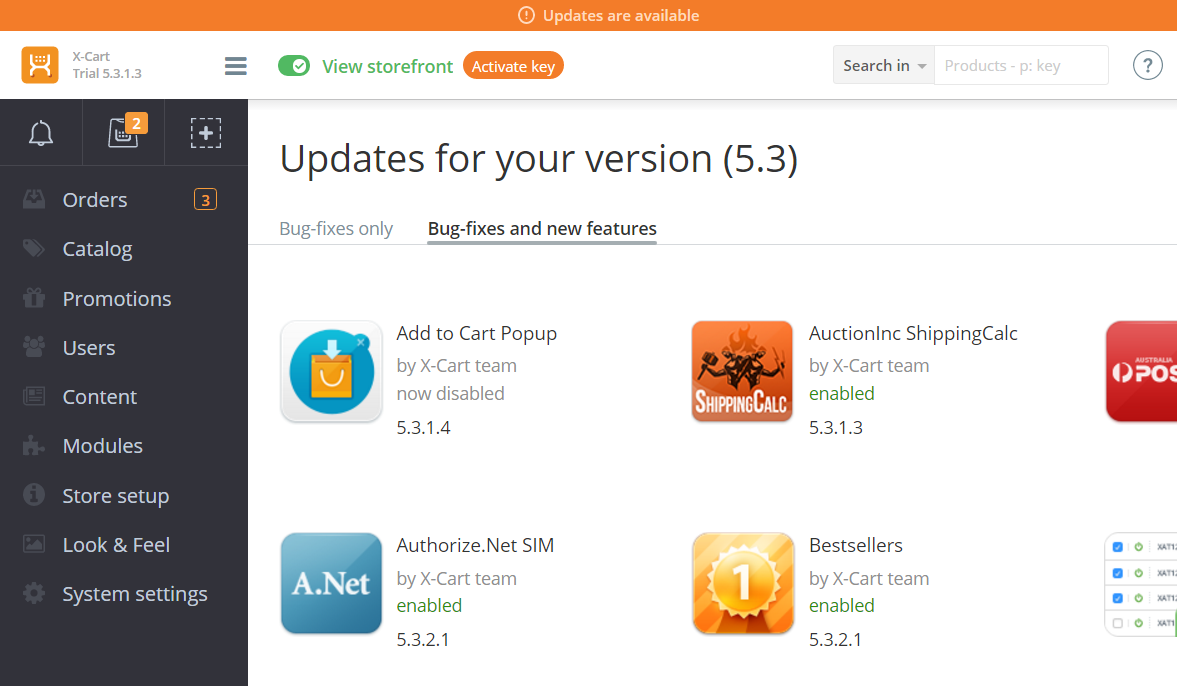 Updates are available
X-Cart
Trial 5.3.1.3
View storefront
Activate key
Search in
Products - p: key
?
2
Orders
3
Catalog
Promotions
Users
Content
Modules
Store setup
Look & Feel
System settings
Updates for your version (5.3)
Bug-fixes only
Bug-fixes and new features
Add to Cart Popup
by X-Cart team
now disabled
5.3.1.4
SHIPPINGCALC
AuctionInc ShippingCalc
by X-Cart team
enabled
5.3.1.3
AUSTRALIA
POS
A.Net
Authorize.Net SIM
by X-Cart team
enabled
5.3.2.1
1
Bestsellers
by X-Cart team
enabled
5.3.2.1
XAT12
XAT12
XAT12
XAT1